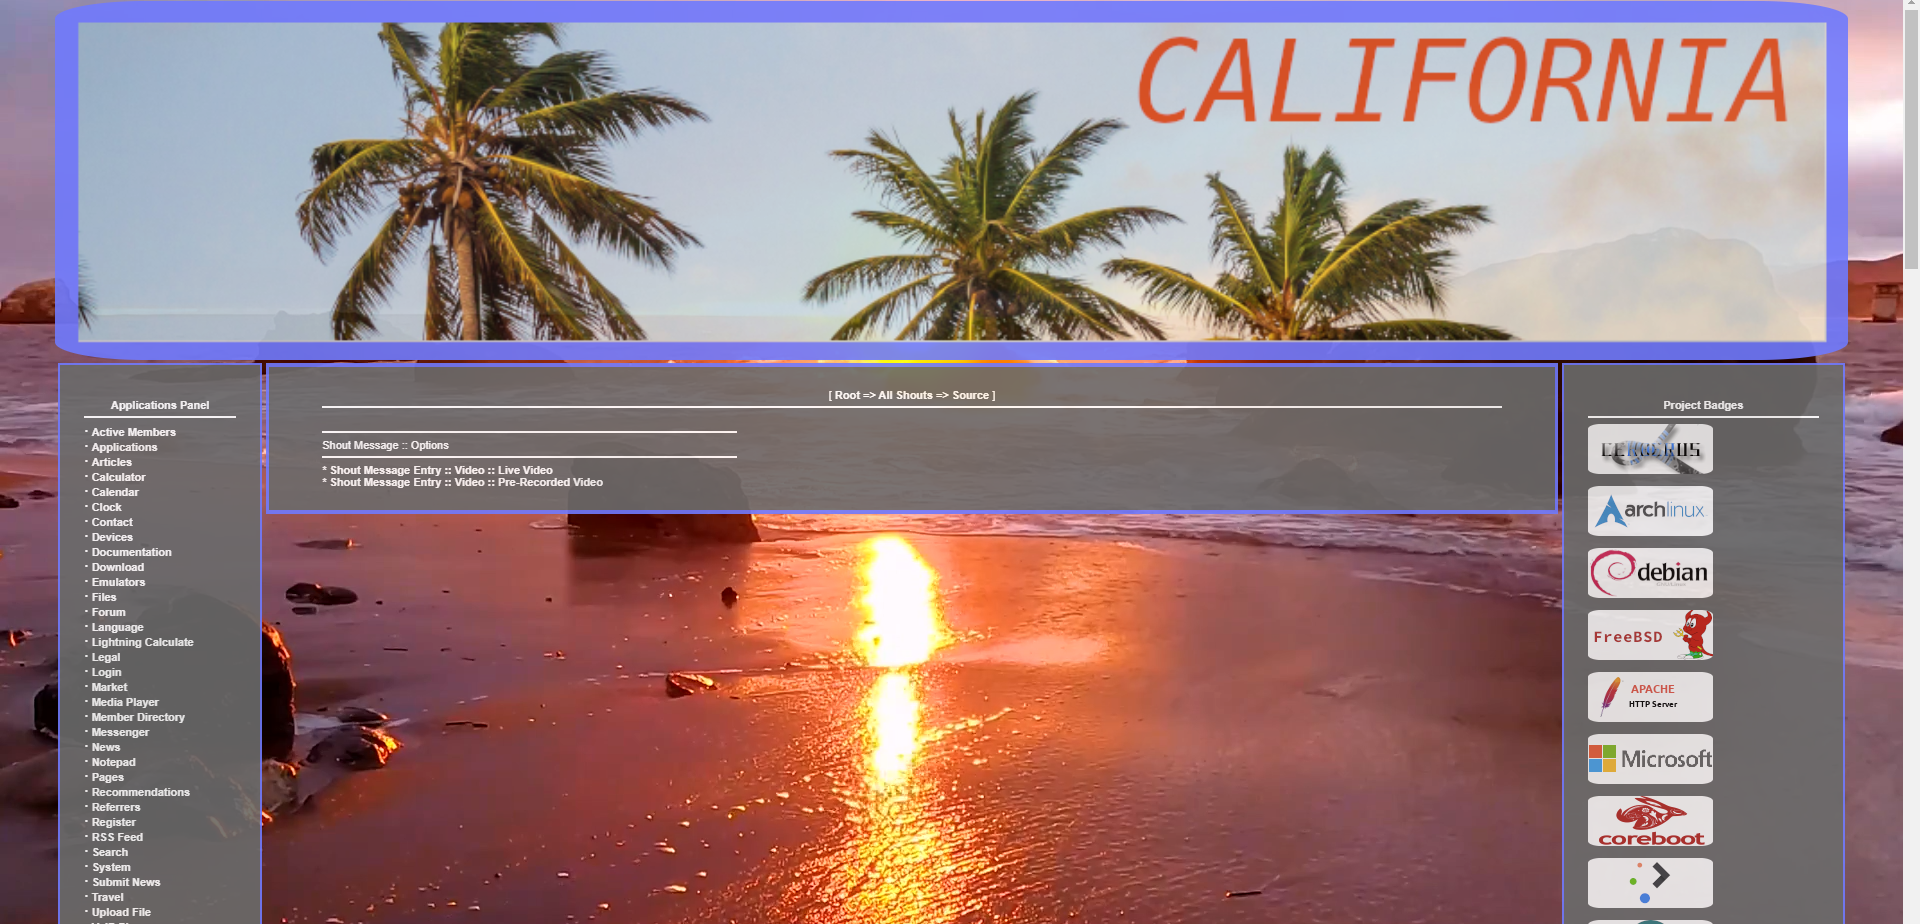 CALIFORNIA
Applications Panel
· Active Members
· Applications
· Articles
· Calculator
· Calendar
· Clock
· Contact
· Devices
· Documentation
· Download
· Emulators
· Files
· Forum
· Language
· Lightning Calculate
· Legal
· Login
· Market
· Media Player
· Member Directory
· Messenger
· News
· Notepad
· Pages
· Recommendations
· Referrers
· Register
· RSS Feed
· Search
· System
· Submit News
· Travel
· Upload File
[ Root => All Shouts => Source ]
Shout Message :: Options
* Shout Message Entry :: Video :: Live Video
* Shout Message Entry :: Video :: Pre-Recorded Video
Project Badges
CERBERUS
archlinux
debian
FreeBSD
APACHE
HTTP Server
Microsoft
coreboot